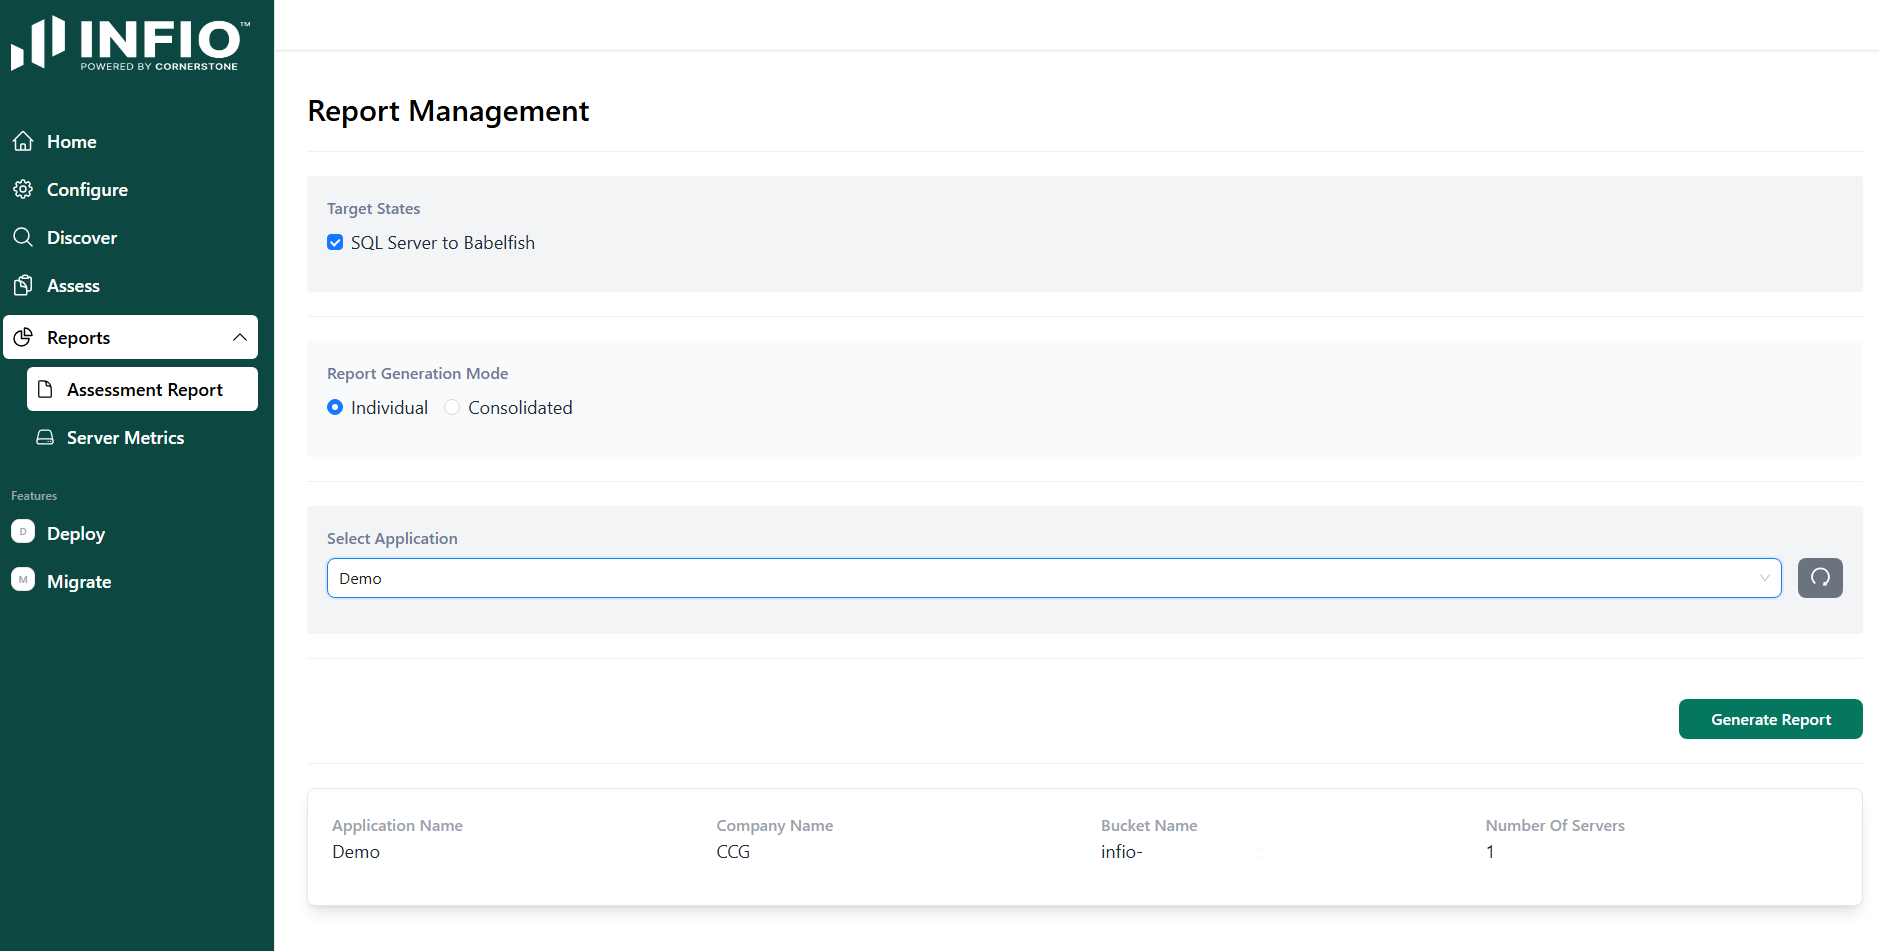 INFIO™
POWERED BY CORNERSTONE
Home
Configure
Discover
Assess
Reports
Assessment Report
Server Metrics
Features
D Deploy
M Migrate
Report Management
Target States
SQL Server to Babelfish
Report Generation Mode
Individual Consolidated
Select Application
Demo
Generate Report
Application Name Company Name Bucket Name Number Of Servers
Demo CCG infio- 1